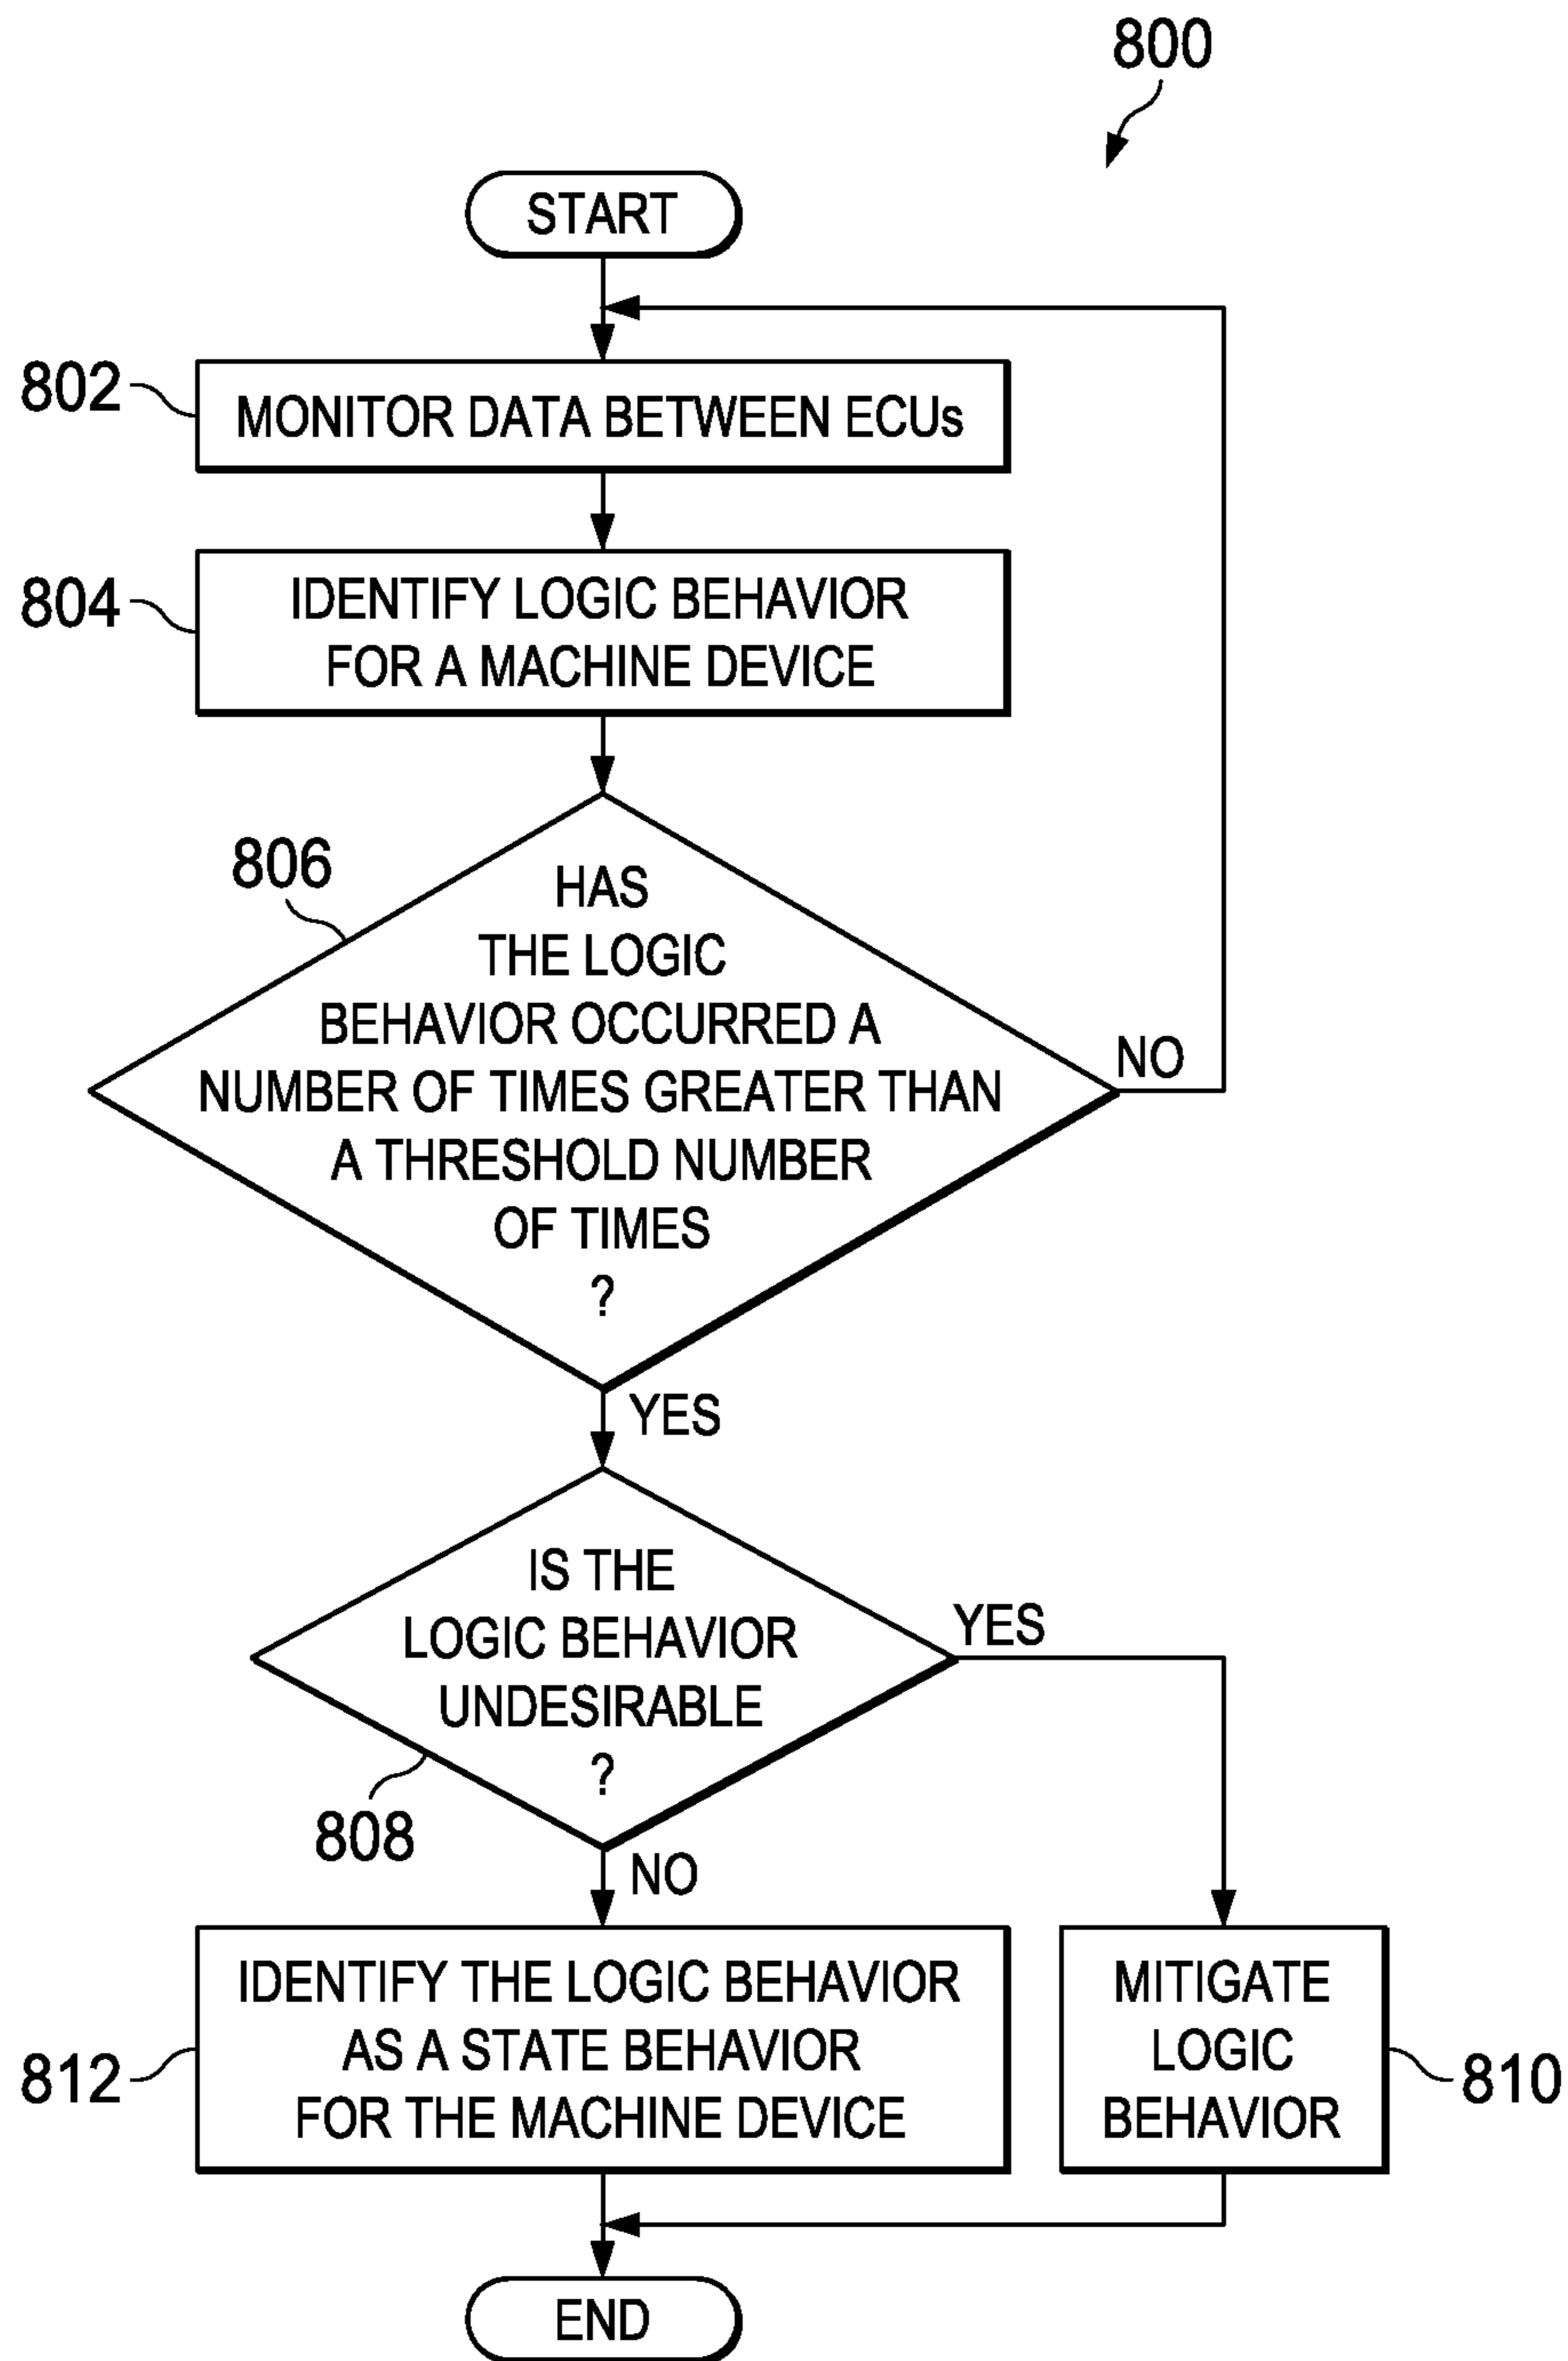 800
START
802
MONITOR DATA BETWEEN ECUs
804
IDENTIFY LOGIC BEHAVIOR
FOR A MACHINE DEVICE
806
HAS
THE LOGIC
BEHAVIOR OCCURRED A
NUMBER OF TIMES GREATER THAN
A THRESHOLD NUMBER
OF TIMES
?
NO
YES
IS THE
LOGIC BEHAVIOR
UNDESIRABLE
?
YES
808
NO
IDENTIFY THE LOGIC BEHAVIOR
AS A STATE BEHAVIOR
FOR THE MACHINE DEVICE
812
MITIGATE
LOGIC
BEHAVIOR
810
END